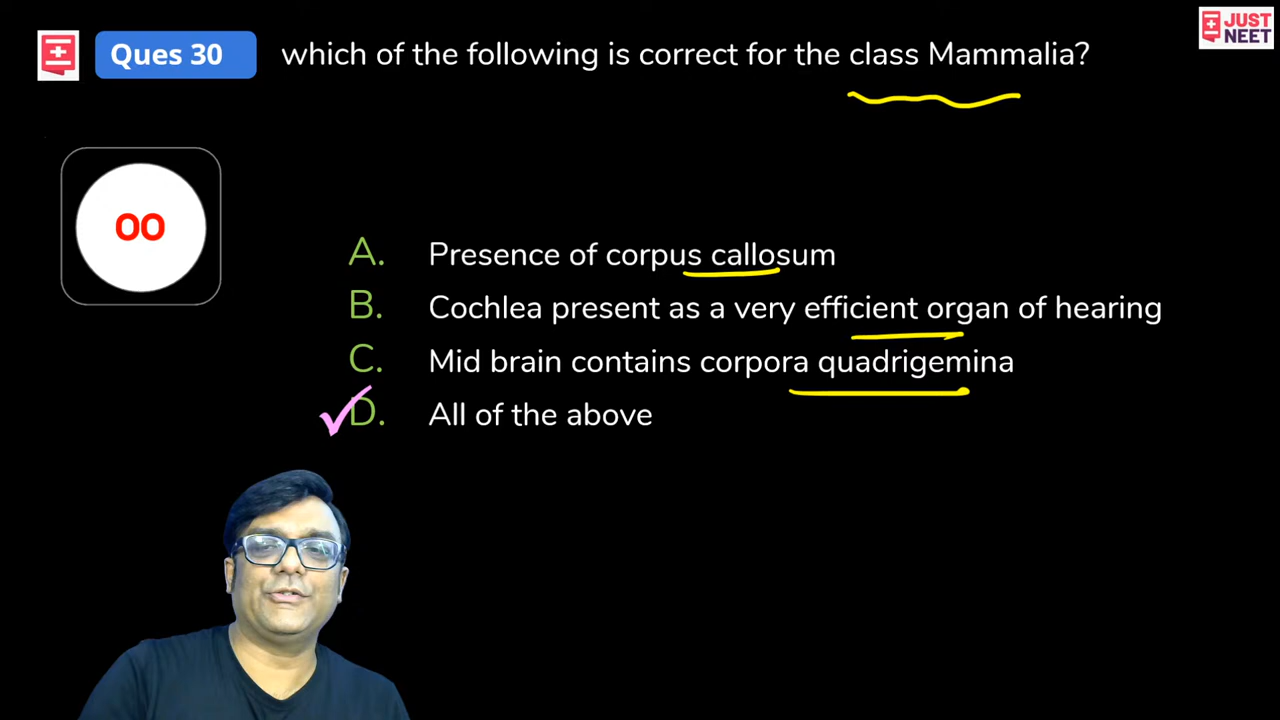 JUST
NEET
Ques 30 which of the following is correct for the class Mammalia?
00
A. Presence of corpus callosum
B. Cochlea present as a very efficient organ of hearing
C. Mid brain contains corpora quadrigemina
D. All of the above